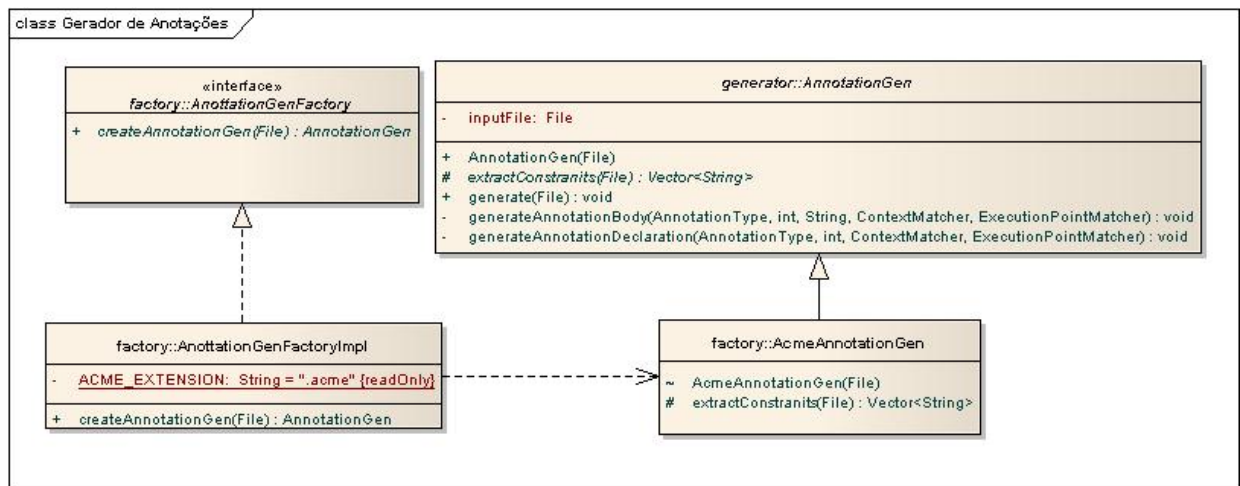 class Gerador de Anotações
«interface»
factory::AnottationGenFactory
+ createAnnotationGen(File) : AnnotationGen
generator::AnnotationGen
- inputFile: File
+ AnnotationGen(File)
# extractConstranits(File) : Vector<String>
+ generate(File) : void
- generateAnnotationBody(AnnotationType, int, String, ContextMatcher, ExecutionPointMatcher) : void
- generateAnnotationDeclaration(AnnotationType, int, ContextMatcher, ExecutionPointMatcher) : void
factory::AnottationGenFactoryImpl
- ACME_EXTENSION: String = ".acme" {readOnly}
+ createAnnotationGen(File) : AnnotationGen
factory::AcmeAnnotationGen
~ AcmeAnnotationGen(File)
# extractConstranits(File) : Vector<String>